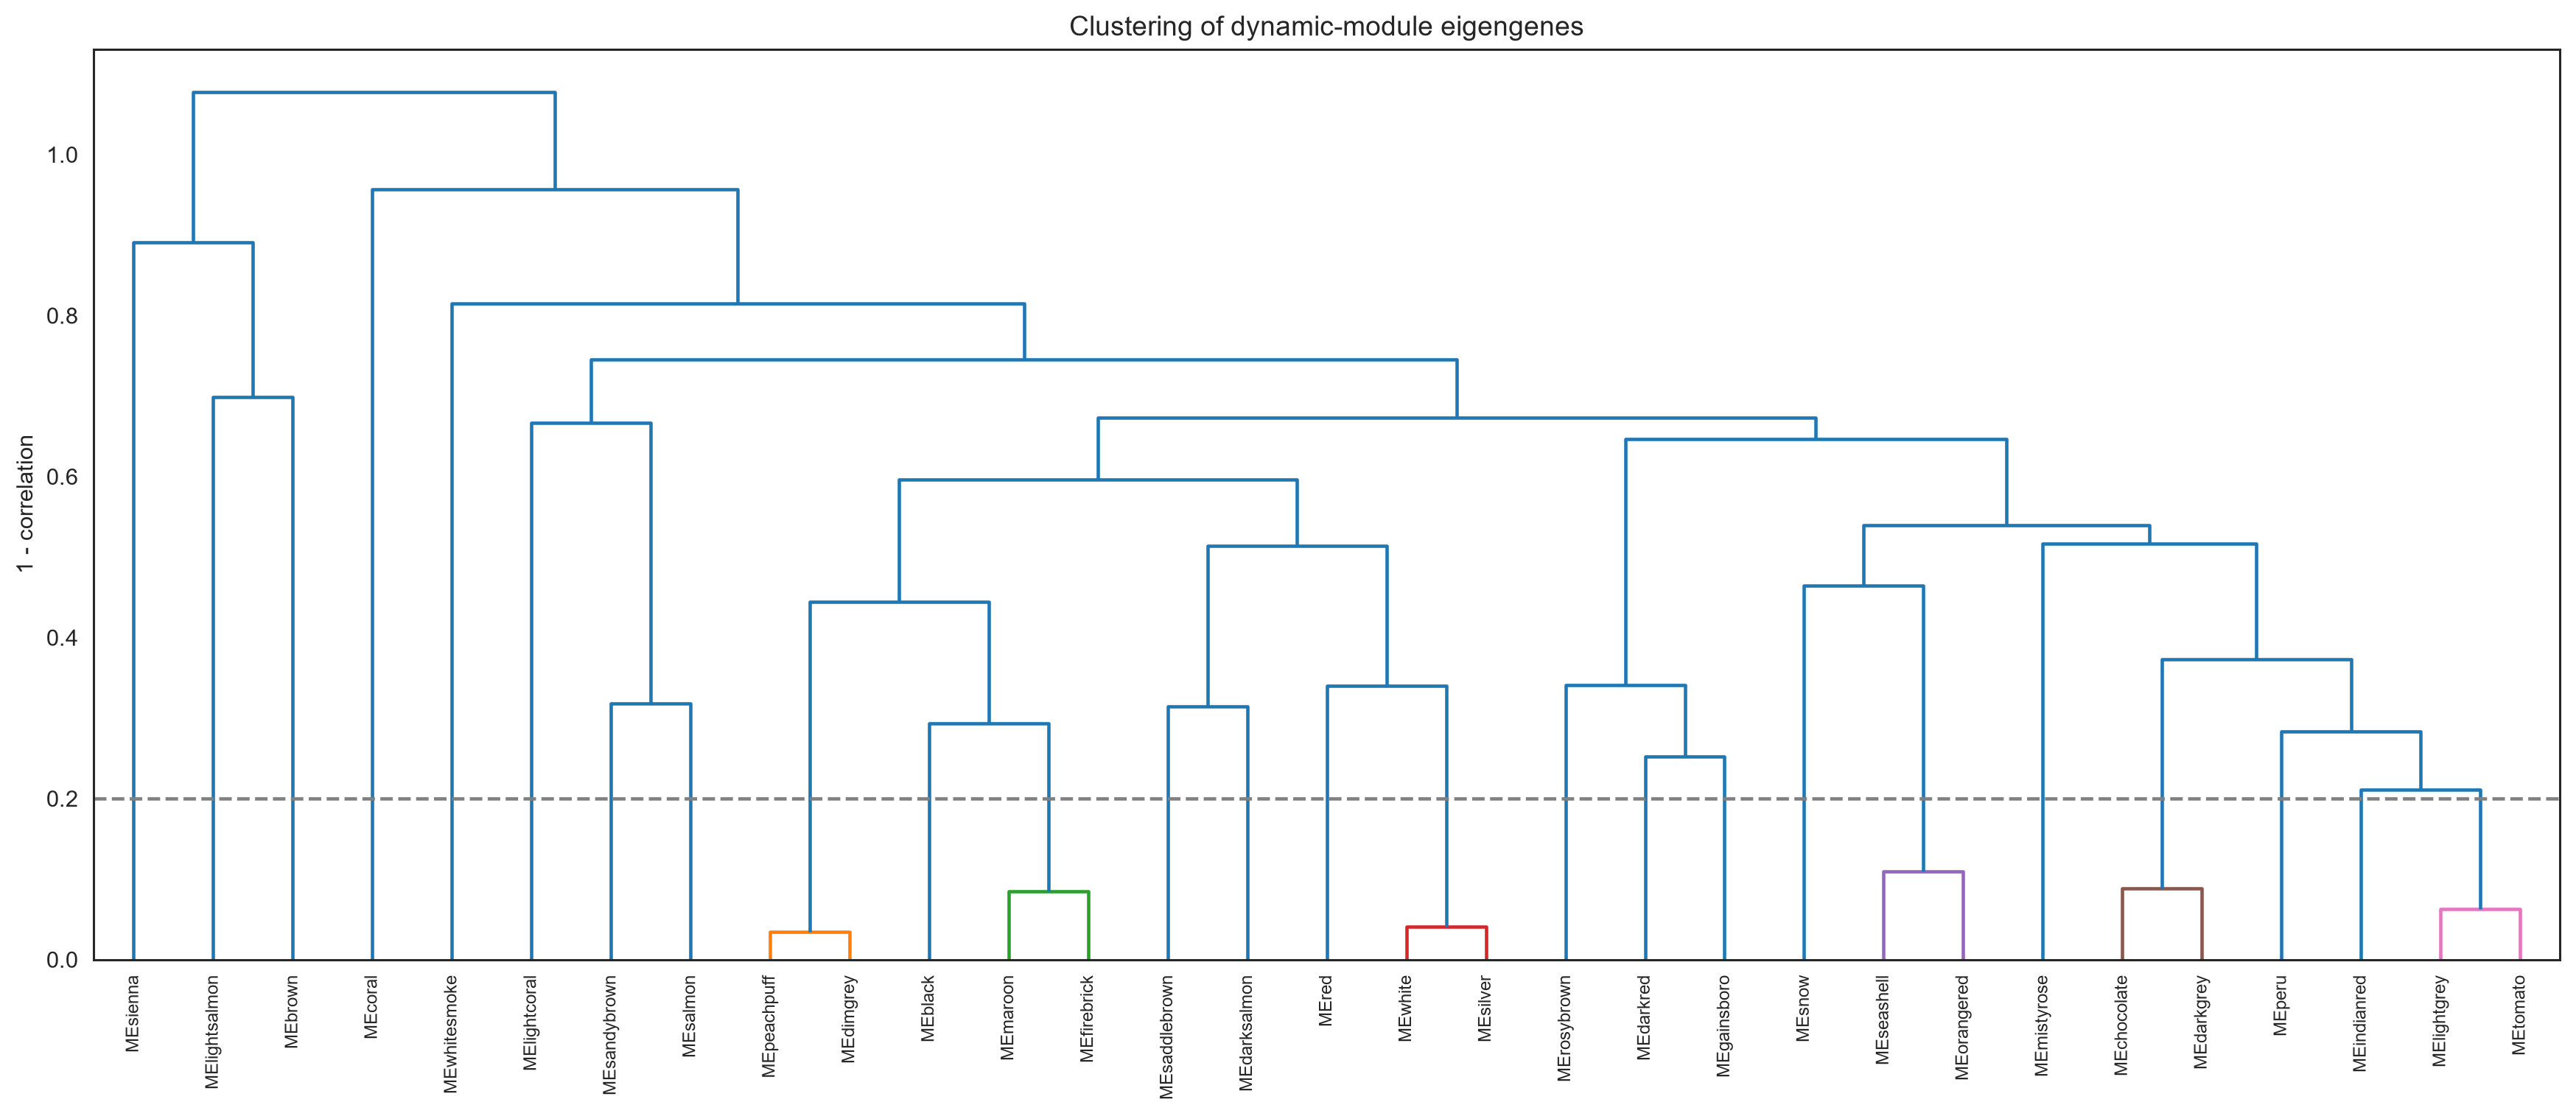 Clustering of dynamic-module eigengenes
1 - correlation
1.0
0.8
0.6
0.4
0.2
0.0
MEsienna
MElightsalmon
MEbrown
MEcoral
MEwhitesmoke
MElightcoral
MEsandybrown
MEsalmon
MEpeachpuff
MEdimgrey
MEblack
MEmaroon
MEfirebrick
MEsaddlebrown
MEdarksalmon
MEred
MEwhite
MEsilver
MErosybrown
MEdarkred
MEgainsboro
MEsnow
MEseashell
MEorangered
MEmistyrose
MEchocolate
MEdarkgrey
MEperu
MEindianred
MElightgrey
MEtomato